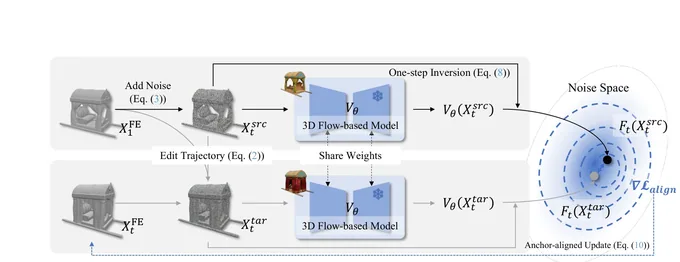 One-step Inversion (Eq. (8))
Add Noise
(Eq. (3))
Noise Space
V_θ
3D Flow-based Model
X_1^FE
X_t^src
V_θ(X_t^src)
F_t(X_t^src)
Edit Trajectory (Eq. (2))
Share Weights
∇ℒ_align
V_θ
3D Flow-based Model
X_t^FE
X_t^tar
V_θ(X_t^tar)
F_t(X_t^tar)
Anchor-aligned Update (Eq. (10))